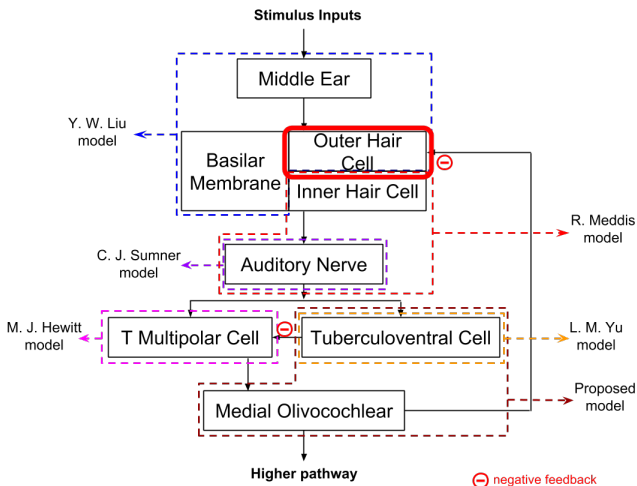 Stimulus Inputs
Middle Ear
Y. W. Liu
model
Outer Hair
Cell
Basilar
Membrane
Inner Hair Cell
R. Meddis
model
C. J. Sumner
model
Auditory Nerve
M. J. Hewitt
model
T Multipolar Cell
Tuberculoventral Cell
L. M. Yu
model
Proposed
model
Medial Olivocochlear
Higher pathway
negative feedback